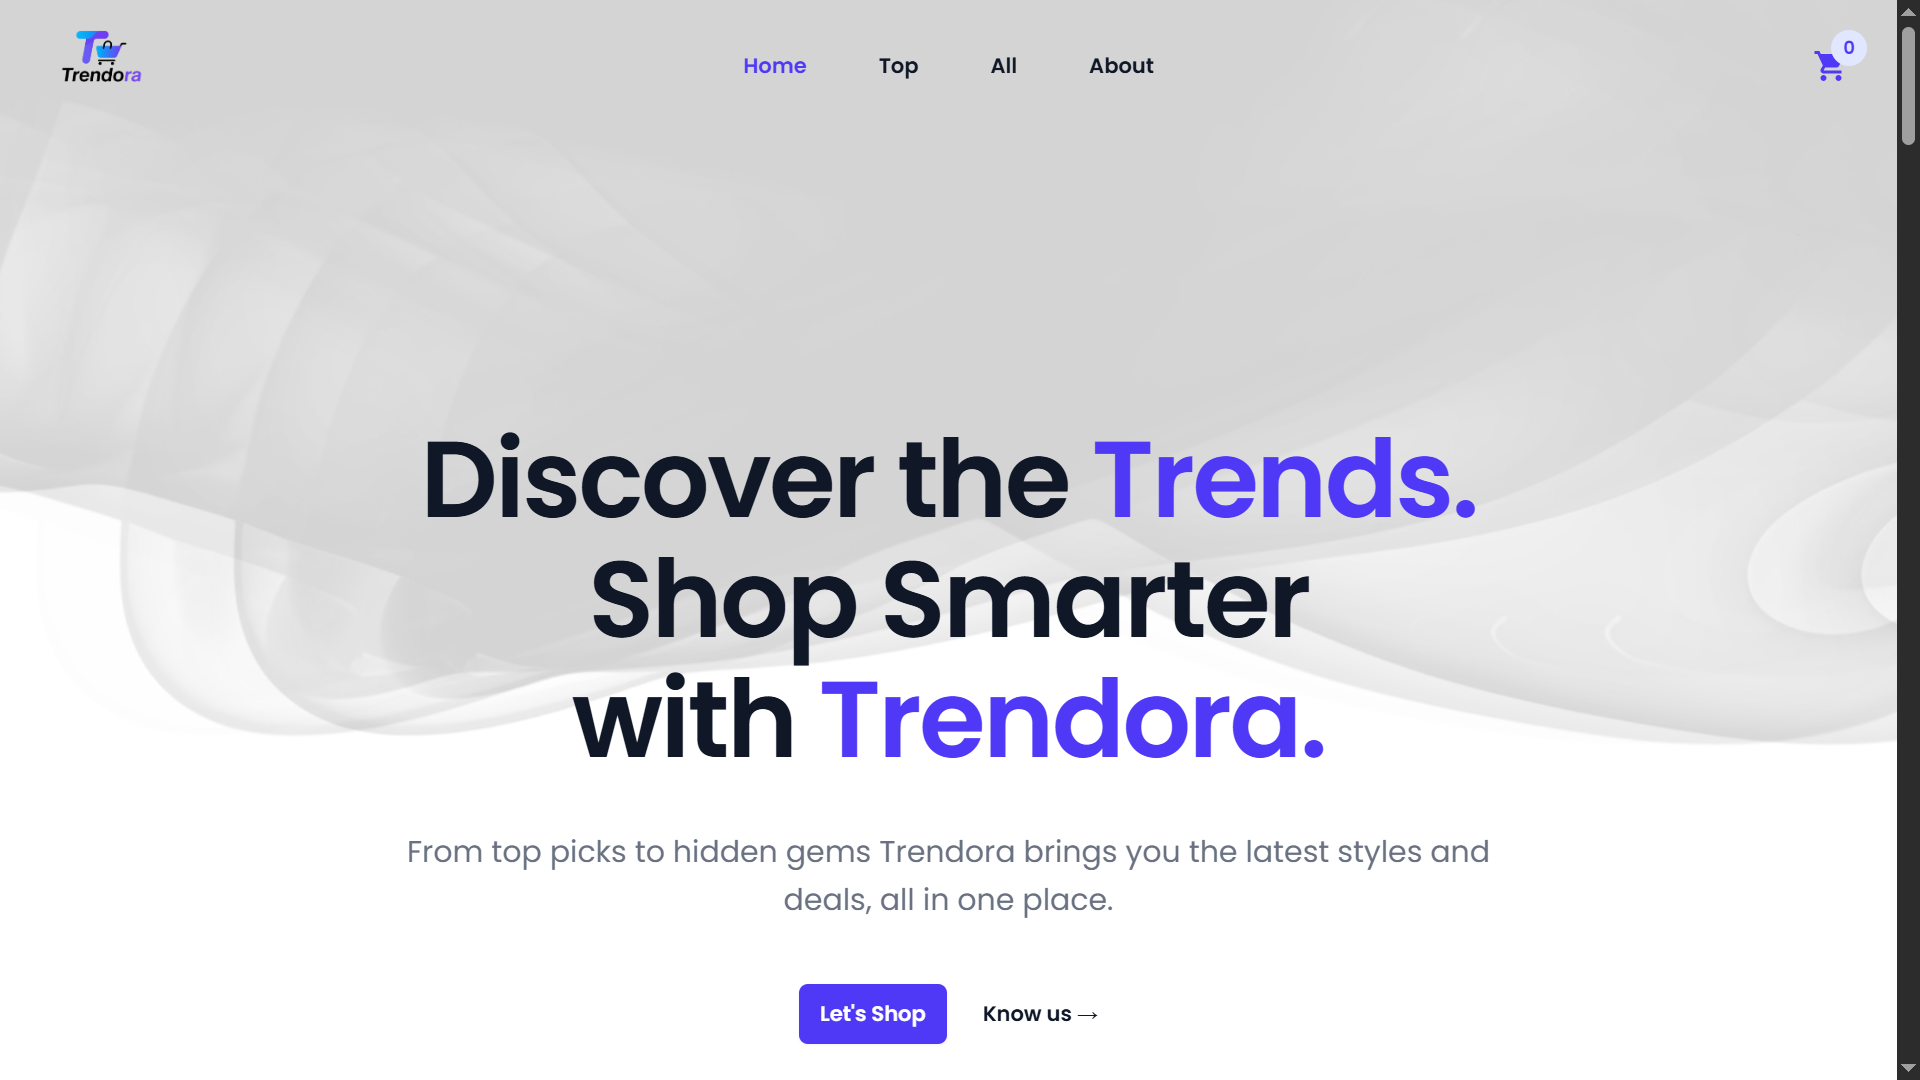 Trendora
Home
Top
All
About
0
Discover the Trends.
Shop Smarter
with Trendora.
From top picks to hidden gems Trendora brings you the latest styles and
deals, all in one place.
Let's Shop
Know us →